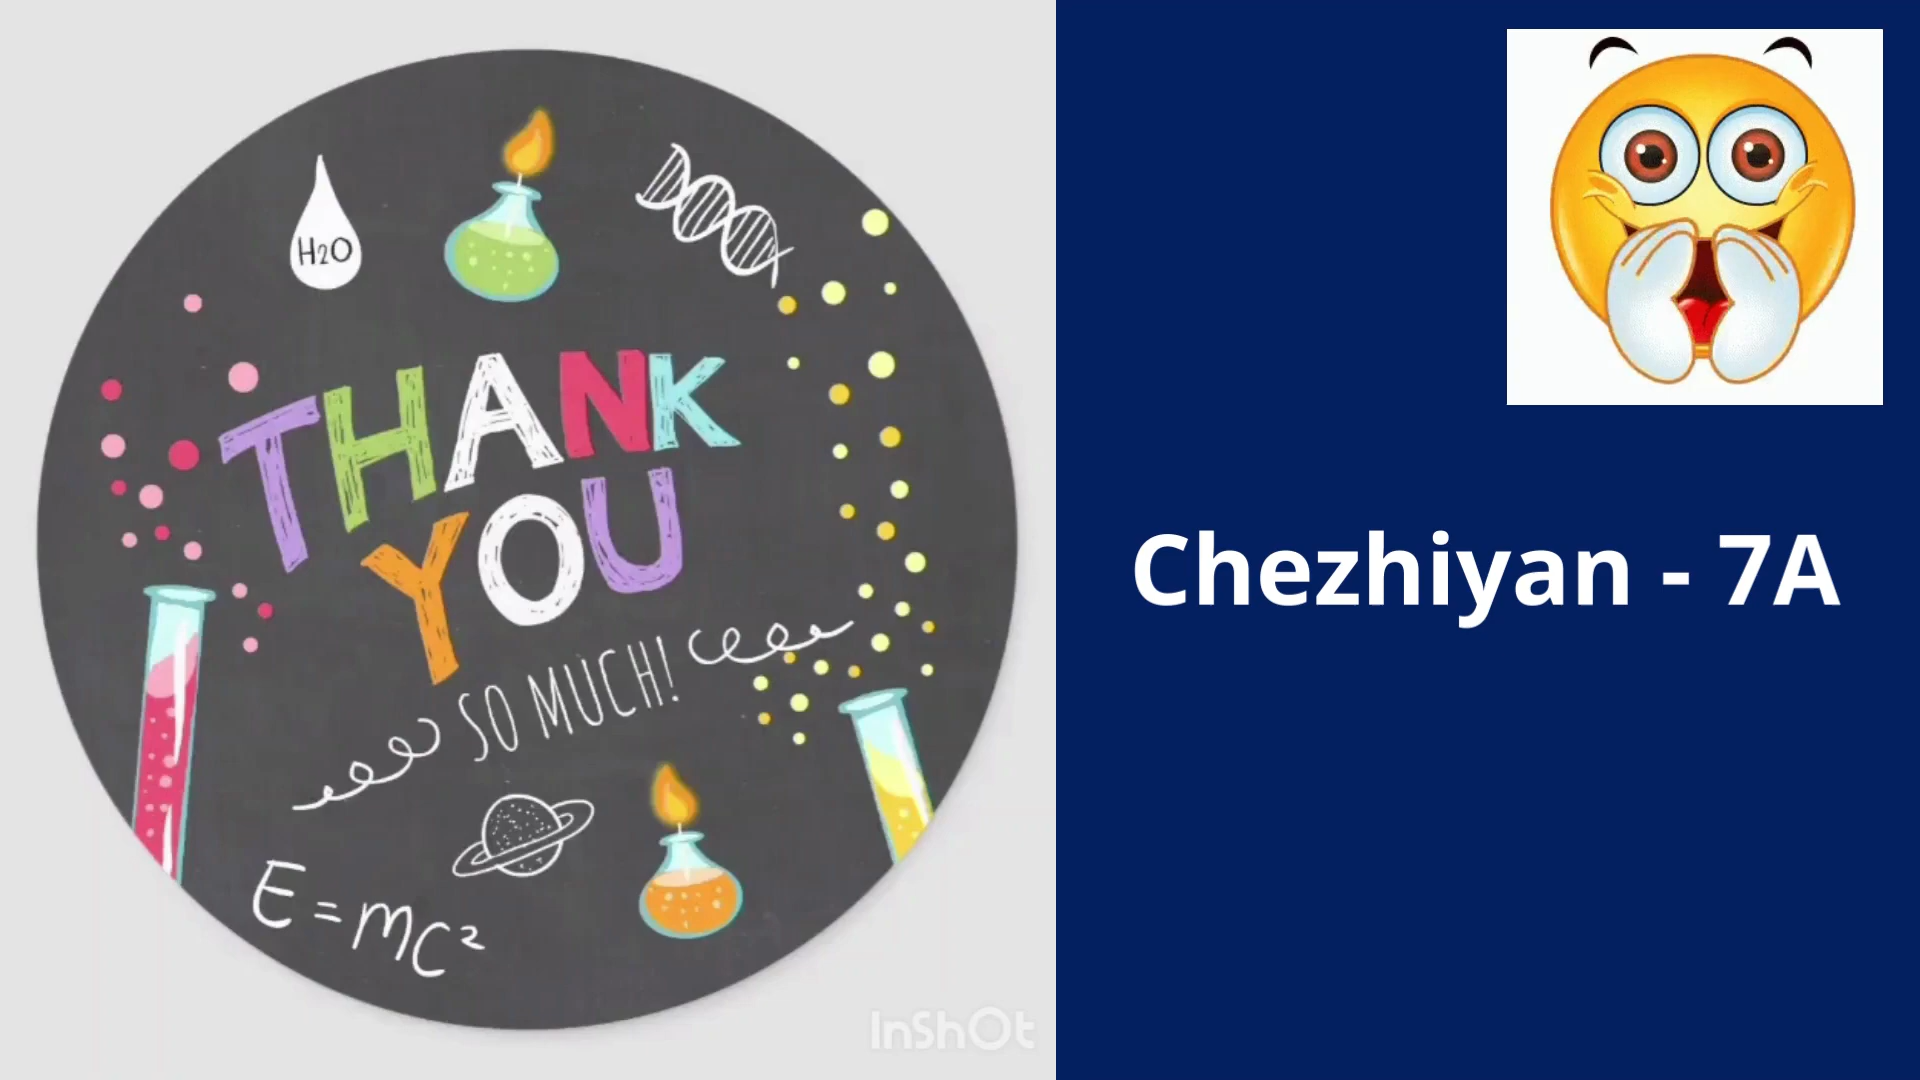 H2O
THANK
YOU
SO MUCH!
E=mc²
InShOt
Chezhiyan - 7A